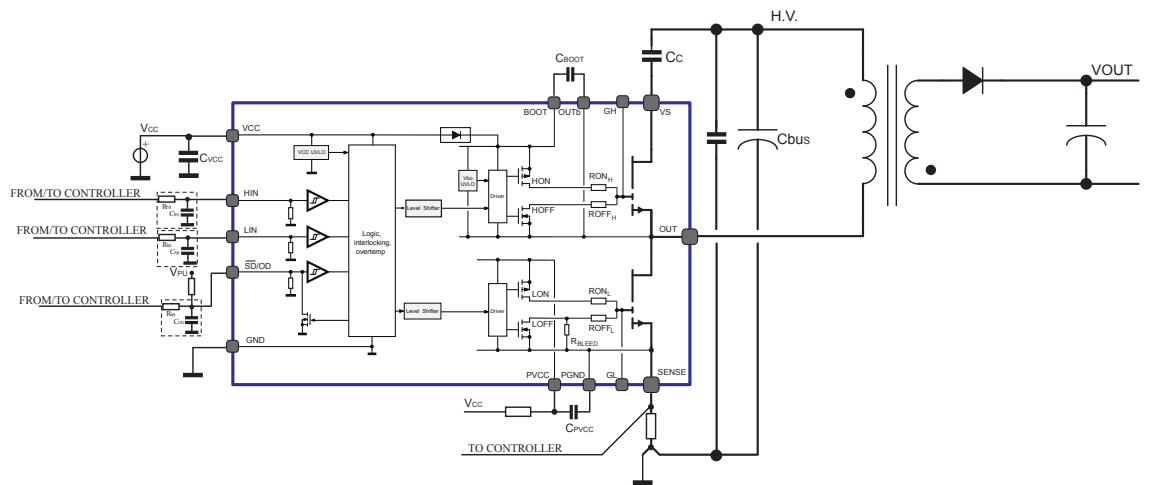 H.V.
CC
CBOOT
VOUT
BOOT
OUTb
GH
VS
Cbus
VCC
VCC
CVCC
VCC UVLO
Vbo
UVLO
HON
RONH
FROM/TO CONTROLLER
HIN
Driver
HOFF
ROFFH
Level Shifter
OUT
FROM/TO CONTROLLER
LIN
Logic,
interlocking,
overtemp
VPU
SD/OD
LON
RONL
FROM/TO CONTROLLER
Level Shifter
Driver
LOFF
ROFFL
RBLEED
GND
PVCC
PGND
GL
SENSE
VCC
CPVCC
TO CONTROLLER